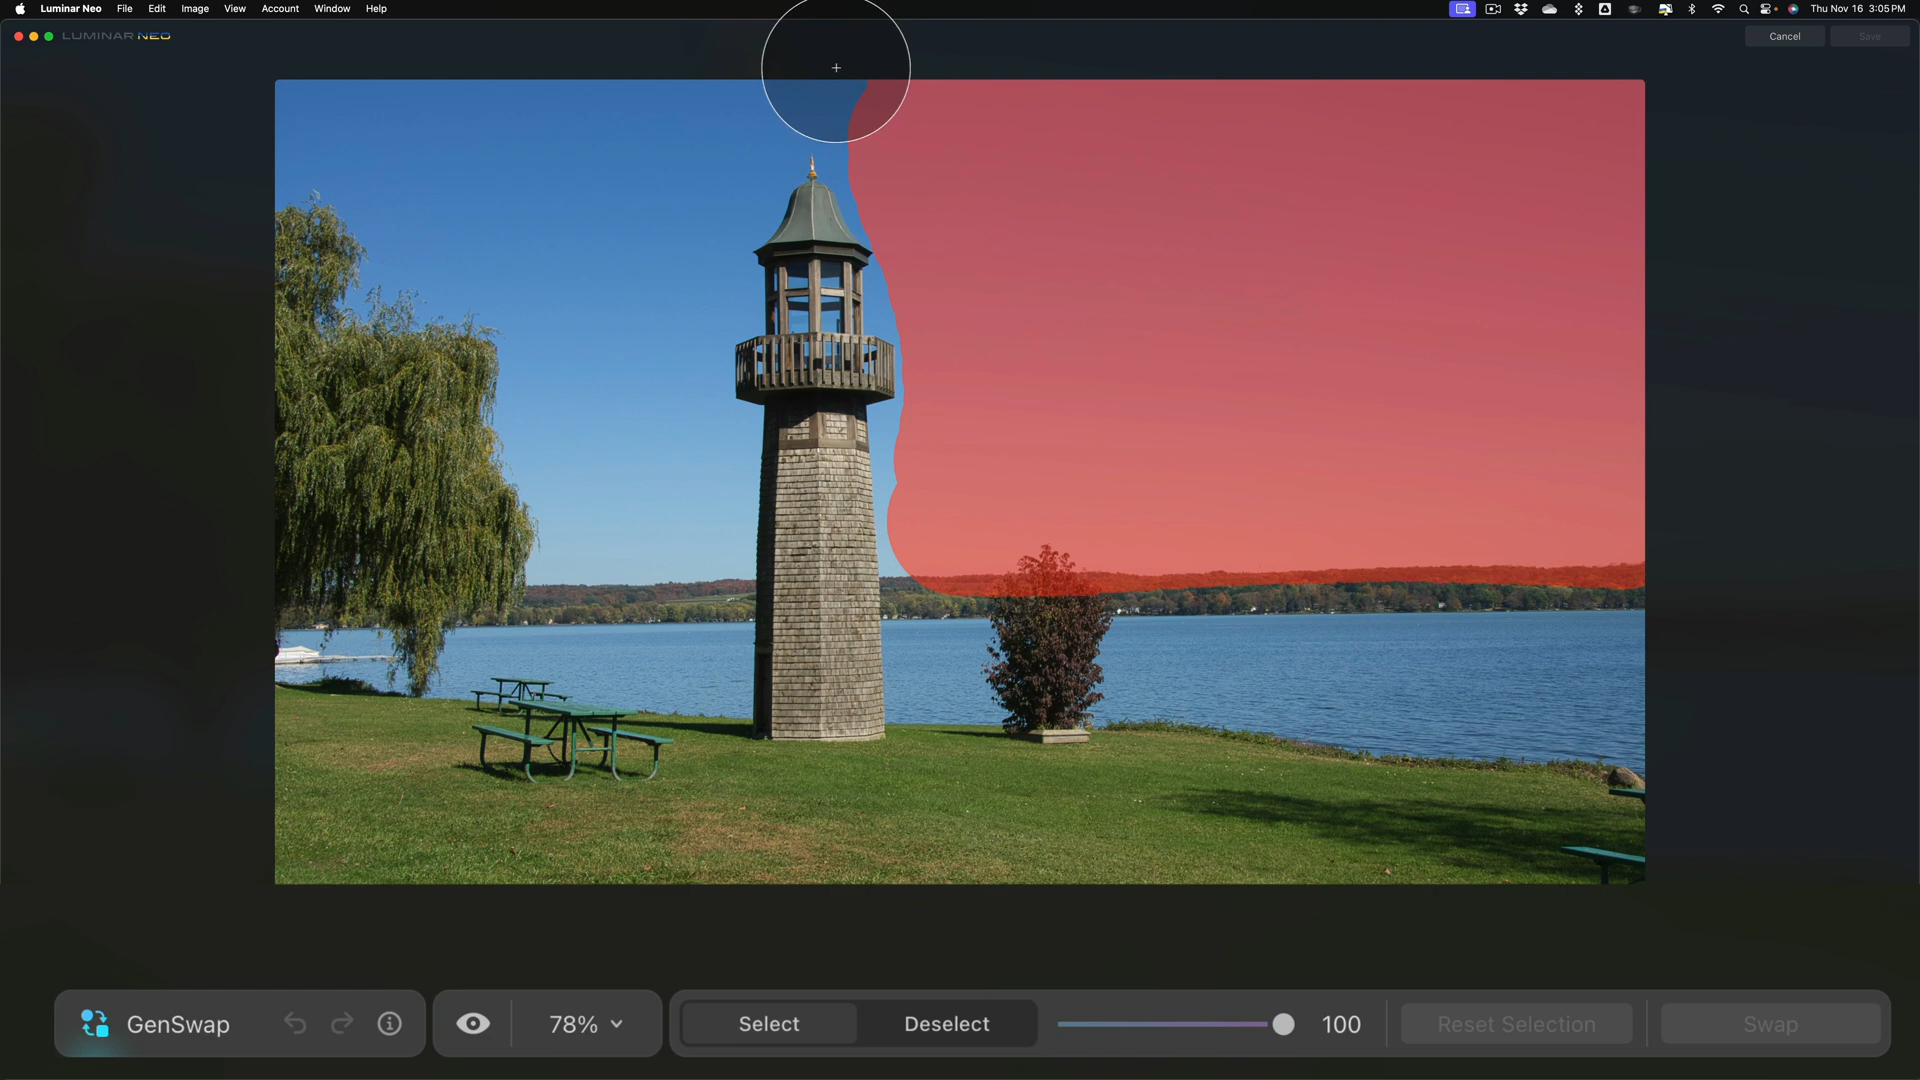 Luminar Neo File Edit Image View Account Window Help Thu Nov 16 3:05 PM
LUMINAR NEO Cancel Save
GenSwap 78% Select Deselect 100 Reset Selection Swap